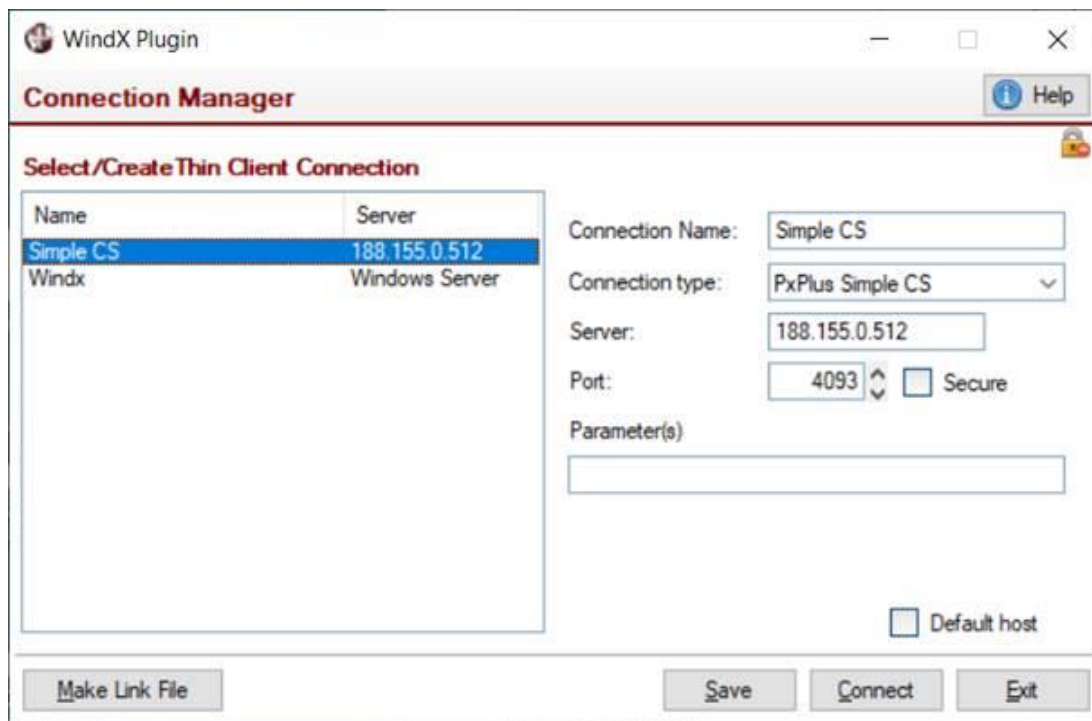 WindX Plugin
Connection Manager
Help
Select/Create Thin Client Connection
Name Server
Simple CS 188.155.0.512
Windx Windows Server
Connection Name: Simple CS
Connection type: PxPlus Simple CS
Server: 188.155.0.512
Port: 4093 Secure
Parameter(s)
Default host
Make Link File Save Connect Exit